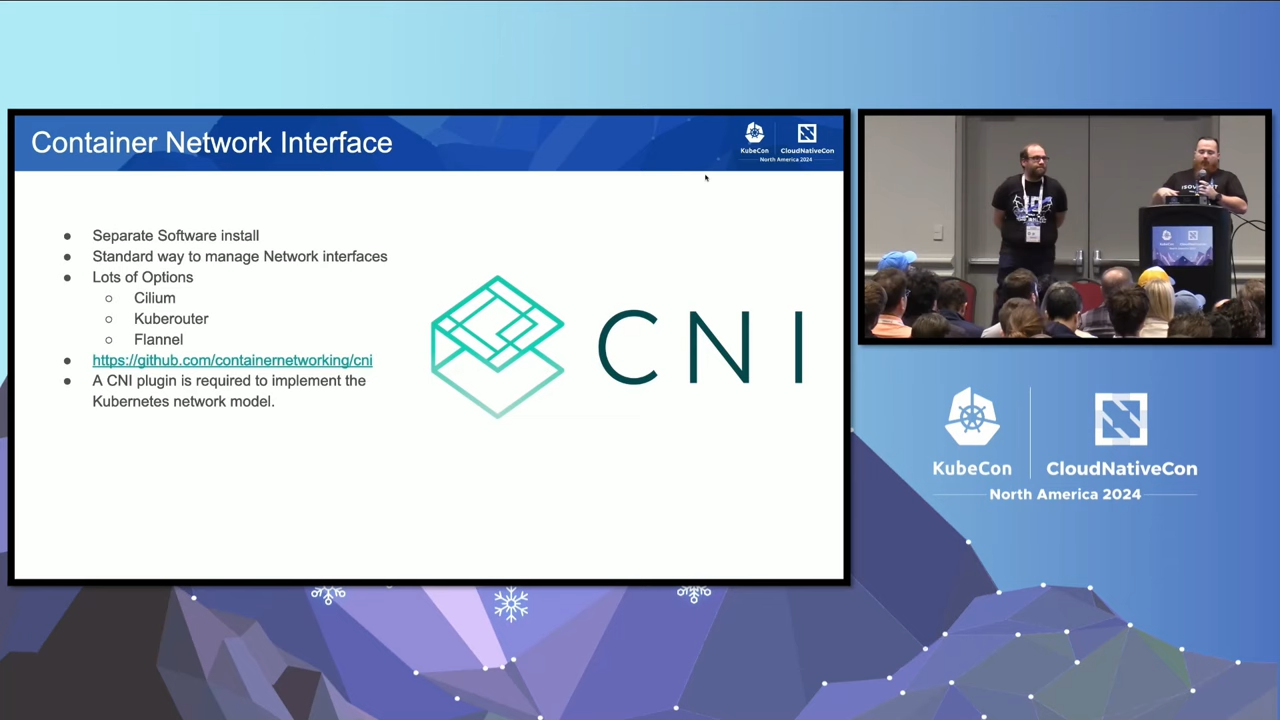 Container Network Interface
KubeCon
CloudNativeCon
North America 2024
Separate Software install
Standard way to manage Network interfaces
Lots of Options
Cilium
Kuberouter
Flannel
https://github.com/containernetworking/cni
A CNI plugin is required to implement the
Kubernetes network model.
CNI
ISOVALENT
KubeCon
CloudNativeCon
North America 2024